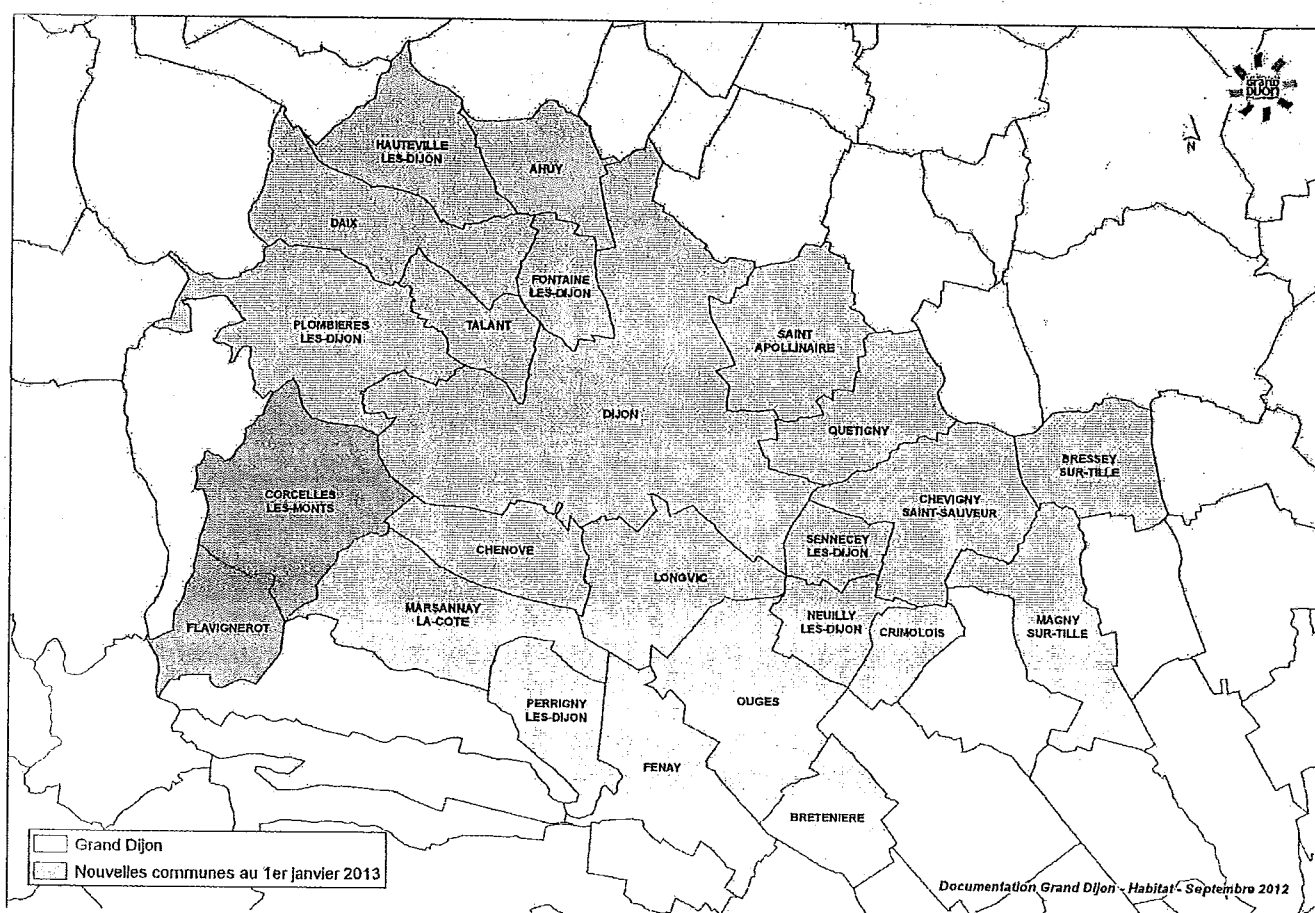 Grand
DIJON
N
HAUTEVILLE
LES-DIJON
AHUY
DAIX
FONTAINE
LES-DIJON
PLOMBIERES
LES-DIJON
TALANT
SAINT
APOLLINAIRE
DIJON
QUETIGNY
BRESSEY
SUR-TILLE
CORCELLES
LES-MONTS
CHEVIGNY
SAINT-SAUVEUR
CHENOVE
SENNECEY
LES-DIJON
LONGVIC
MARSANNAY
LA-COTE
NEUILLY
LES-DIJON
CRIMOLOIS
MAGNY
SUR-TILLE
FLAVIGNEROT
PERRIGNY
LES-DIJON
OUGES
FENAY
BRETENIERE
Grand Dijon
Nouvelles communes au 1er janvier 2013
Documentation Grand Dijon - Habitat - Septembre 2012